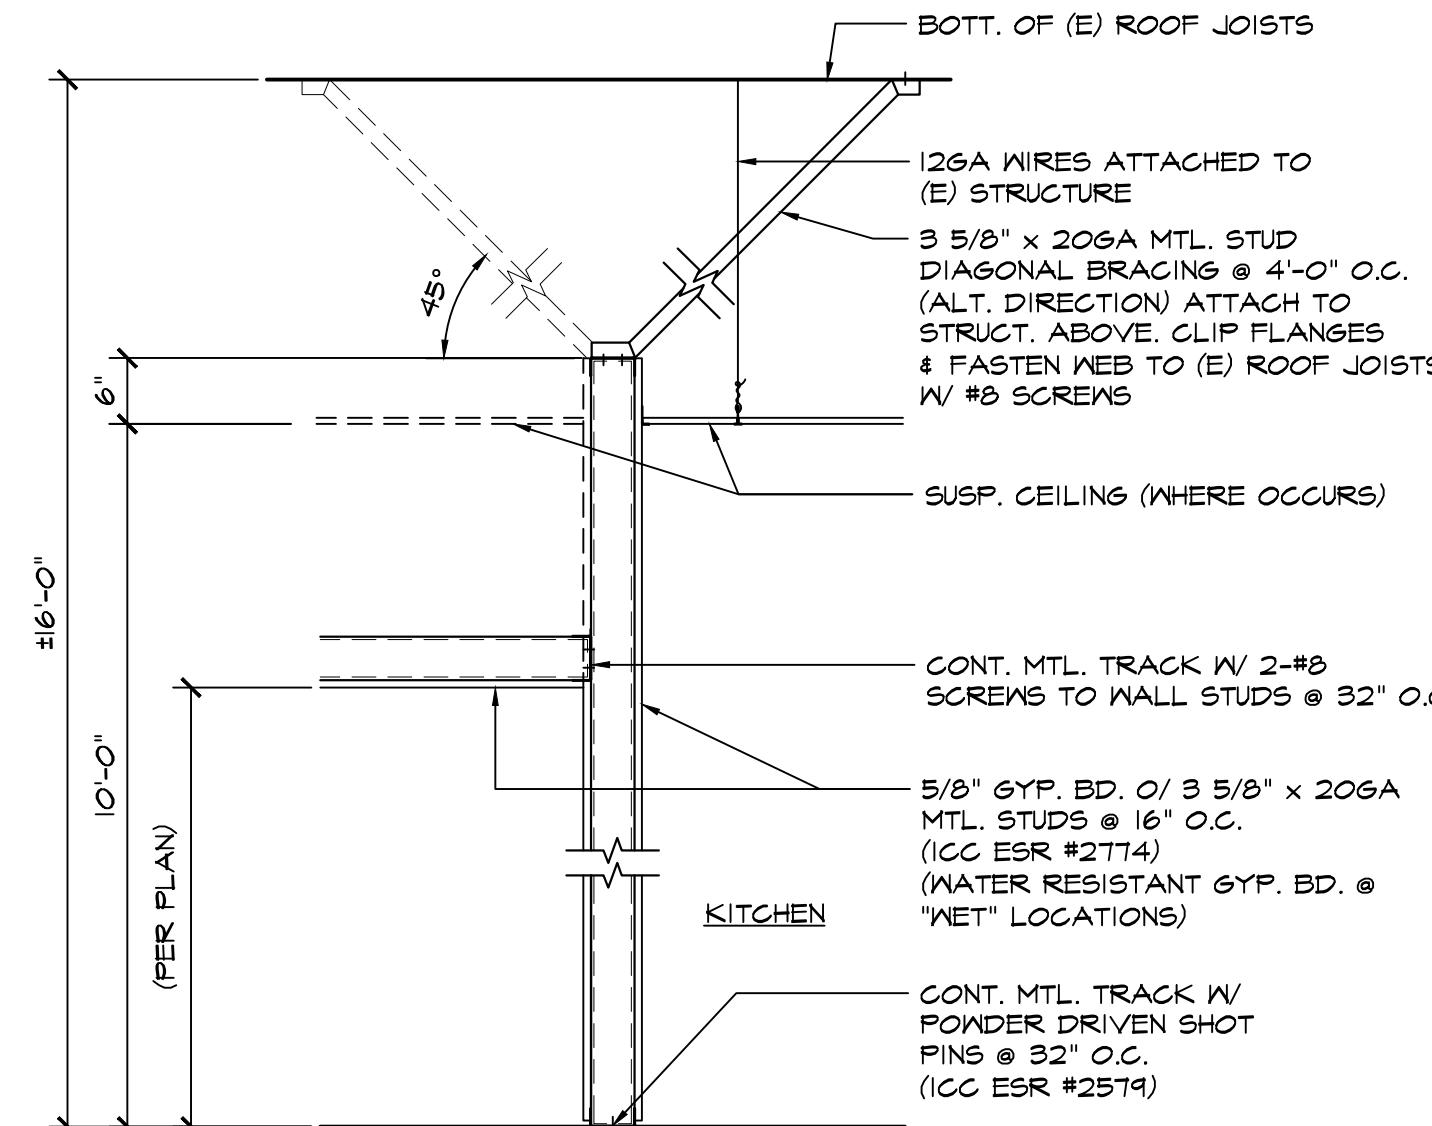 BOTT. OF (E) ROOF JOISTS
12GA WIRES ATTACHED TO
(E) STRUCTURE
3 5/8" x 20GA MTL. STUD
DIAGONAL BRACING @ 4'-0" O.C.
(ALT. DIRECTION) ATTACH TO
STRUCT. ABOVE. CLIP FLANGES
& FASTEN WEB TO (E) ROOF JOISTS
W/ #8 SCREWS
45°
6"
SUSP. CEILING (WHERE OCCURS)
±16'-0"
10'-0"
(PER PLAN)
CONT. MTL. TRACK W/ 2-#8
SCREWS TO WALL STUDS @ 32" O.C
5/8" GYP. BD. O/ 3 5/8" x 20GA
MTL. STUDS @ 16" O.C.
(ICC ESR #2774)
(WATER RESISTANT GYP. BD. @
"WET" LOCATIONS)
KITCHEN
CONT. MTL. TRACK W/
POWDER DRIVEN SHOT
PINS @ 32" O.C.
(ICC ESR #2579)